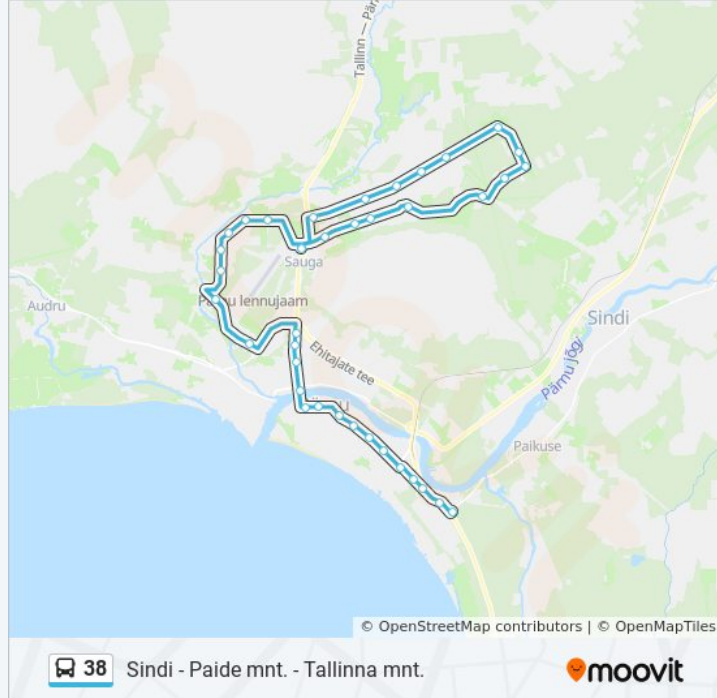 Tallinn — Pär
Sauga
Audru
Pärnu lennujaam
Sindi
Ehitajate tee
Pärnu jõgi
Paikuse
© OpenStreetMap contributors | © OpenMapTiles
38 Sindi - Paide mnt. - Tallinna mnt.
moovit